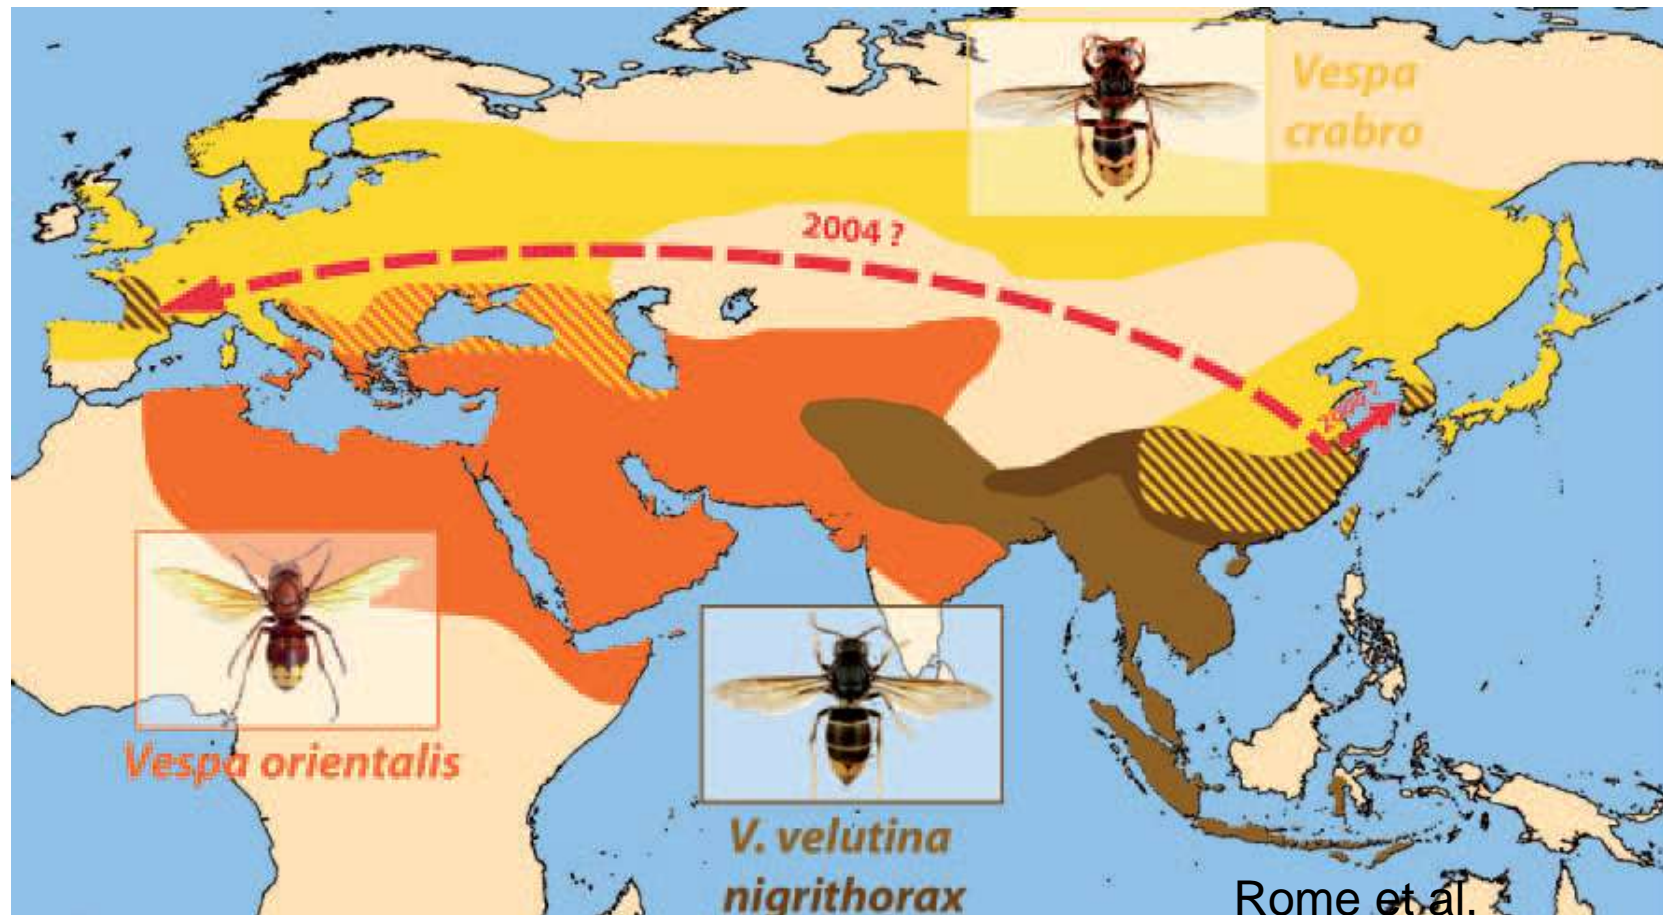 Vespa
crabro
2004 ?
Vespa orientalis
V. velutina
nigrithorax
Rome et al.